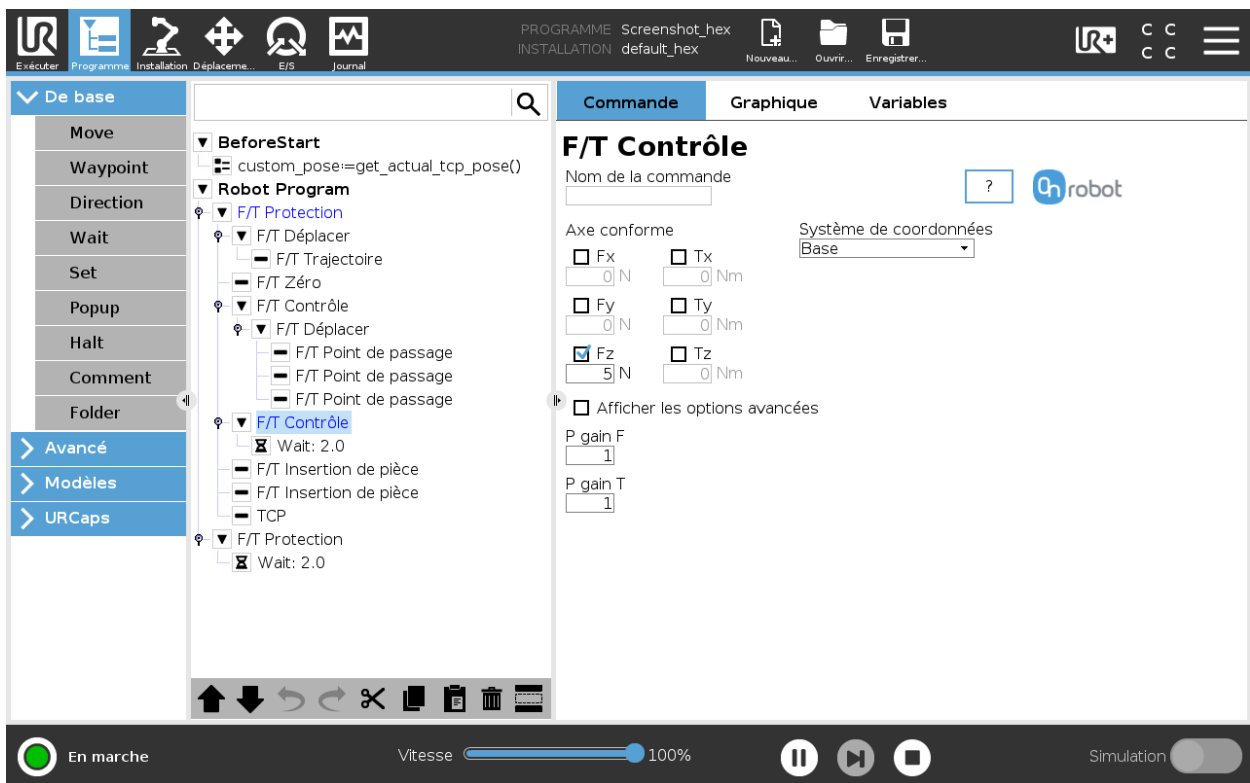 PROGRAMME Screenshot_hex
INSTALLATION default_hex
Exécuter
Programme
Installation
Déplaceme...
E/S
Journal
Nouveau...
Ouvrir...
Enregistrer...
UR+
C C
C C
De base
Move
Waypoint
Direction
Wait
Set
Popup
Halt
Comment
Folder
Avancé
Modèles
URCaps
BeforeStart
custom_pose:=get_actual_tcp_pose()
Robot Program
F/T Protection
F/T Déplacer
F/T Trajectoire
F/T Zéro
F/T Contrôle
F/T Déplacer
F/T Point de passage
F/T Point de passage
F/T Point de passage
F/T Contrôle
Wait: 2.0
F/T Insertion de pièce
F/T Insertion de pièce
TCP
F/T Protection
Wait: 2.0
Commande Graphique Variables
F/T Contrôle
Nom de la commande
?
On robot
Axe conforme
Système de coordonnées
Base
Fx Tx
0 N 0 Nm
Fy Ty
0 N 0 Nm
Fz Tz
5 N 0 Nm
Afficher les options avancées
P gain F
1
P gain T
1
En marche
Vitesse 100%
Simulation